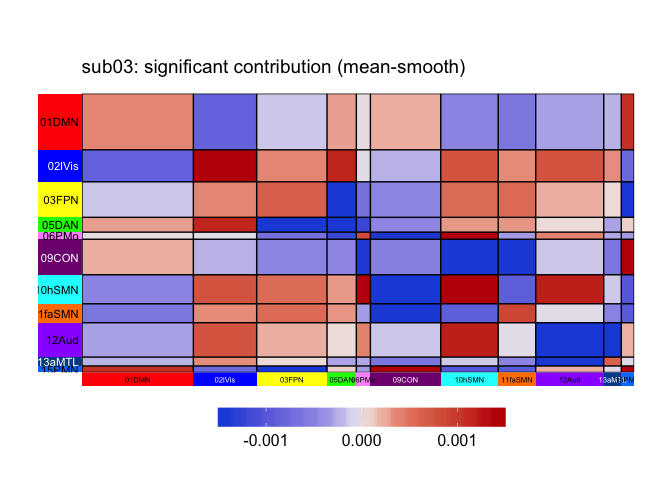 sub03: significant contribution (mean-smooth)
01DMN
02lVis
03FPN
05DAN
06PMo
09CON
10hSMN
11faSMN
12Aud
13aMTL
15PMN
01DMN 02lVis 03FPN 05DAN 06PMo 09CON 10hSMN 11faSMN 12Aud 13aMTL
-0.001 0.000 0.001